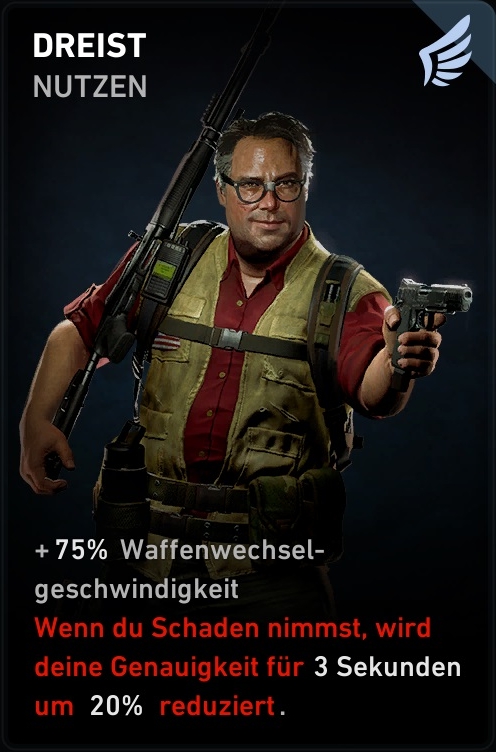 DREIST
NUTZEN
+75% Waffenwechsel-
geschwindigkeit
Wenn du Schaden nimmst, wird
deine Genauigkeit für 3 Sekunden
um 20% reduziert.